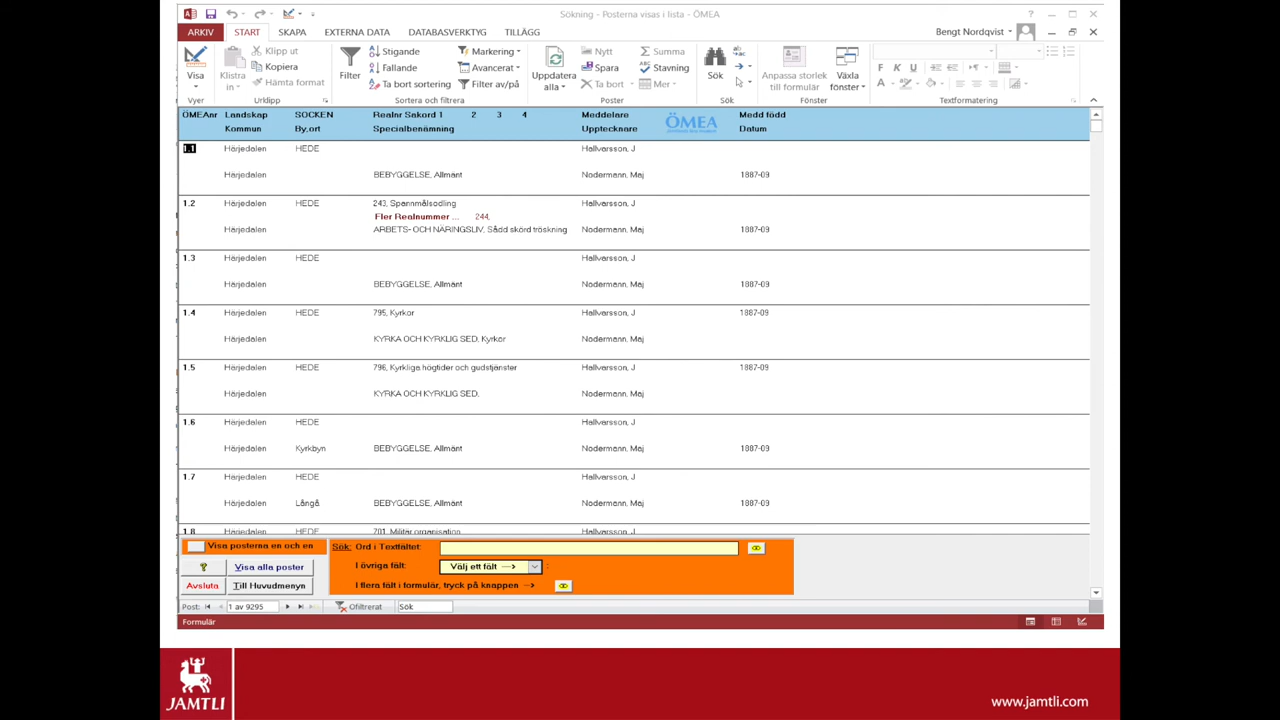 Sökning - Posterna visas i lista - ÖMEA
ARKIV START SKAPA EXTERNA DATA DATABASVERKTYG TILLÄGG Bengt Nordqvist
Visa Klistra in Klipp ut Kopiera Hämta format Filter Stigande Fallande Ta bort sortering Markering Avancerat Filter av/på Uppdatera alla Nytt Spara Ta bort Summa Stavning Mer Sök Anpassa storlek till formulär Växla fönster F K U A
Vyer Urklipp Sortera och filtrera Poster Sök Fönster Textformatering
ÖMEAnr Landskap SOCKEN Realnr Sakord 1 2 3 4 Meddelare ÖMEA Medd född
Kommun By,ort Specialbenämning Upptecknare Datum
1.1 Härjedalen HEDE Hallvarsson, J
Härjedalen BEBYGGELSE, Allmänt Nodermann, Maj 1887-09
1.2 Härjedalen HEDE 243, Spannmålsodling Hallvarsson, J
Fler Realnummer ... 244,
Härjedalen ARBETS- OCH NÄRINGSLIV, Sådd skörd tröskning Nodermann, Maj 1887-09
1.3 Härjedalen HEDE Hallvarsson, J
Härjedalen BEBYGGELSE, Allmänt Nodermann, Maj 1887-09
1.4 Härjedalen HEDE 795, Kyrkor Hallvarsson, J 1887-09
Härjedalen KYRKA OCH KYRKLIG SED, Kyrkor Nodermann, Maj
1.5 Härjedalen HEDE 796, Kyrkliga högtider och gudstjänster Hallvarsson, J 1887-09
Härjedalen KYRKA OCH KYRKLIG SED, Nodermann, Maj
1.6 Härjedalen HEDE Hallvarsson, J
Härjedalen Kyrkbyn BEBYGGELSE, Allmänt Nodermann, Maj 1887-09
1.7 Härjedalen HEDE Hallvarsson, J
Härjedalen Långå BEBYGGELSE, Allmänt Nodermann, Maj 1887-09
1.8 Härjedalen HEDE 701, Militär organisation Hallvarsson, J
Visa posterna en och en Sök: Ord i Textfältet:
? Visa alla poster I övriga fält: Välj ett fält --> :
Avsluta Till Huvudmenyn I flera fält i formulär, tryck på knappen -->
Post: 1 av 9295 Ofiltrerat Sök
Formulär
JAMTLI
www.jamtli.com